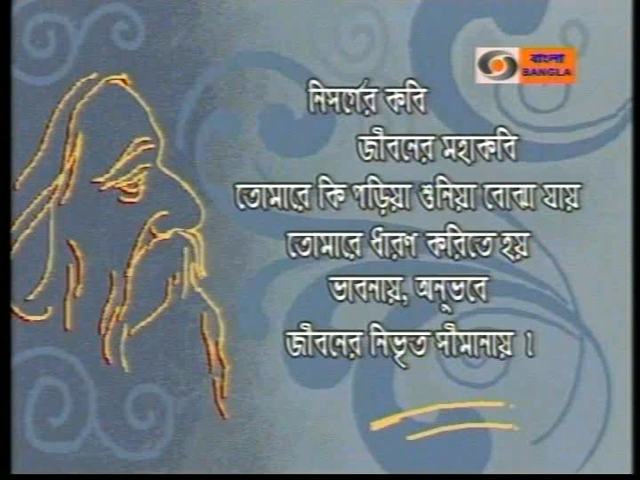 বাংলা
BANGLA
নিসর্গের কবি
জীবনের মহাকবি
তোমারে কি পড়িয়া শুনিয়া বোঝা যায়
তোমারে ধারণ করিতে হয়
ভাবনায়, অনুভবে
জীবনের নিভৃত সীমানায় ।